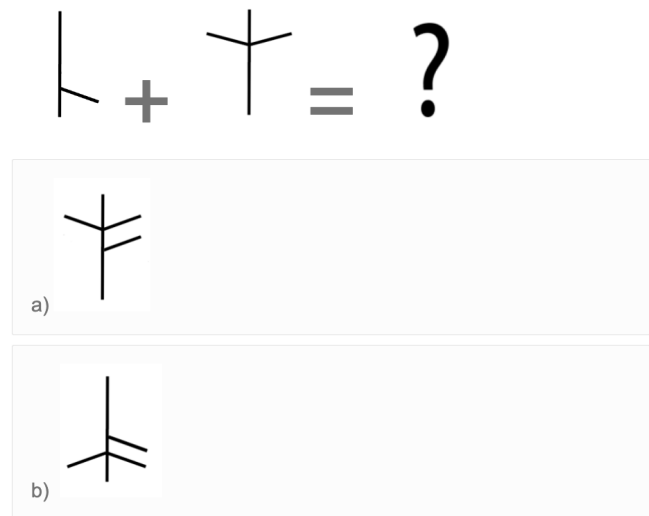 + = ?
a)
b)